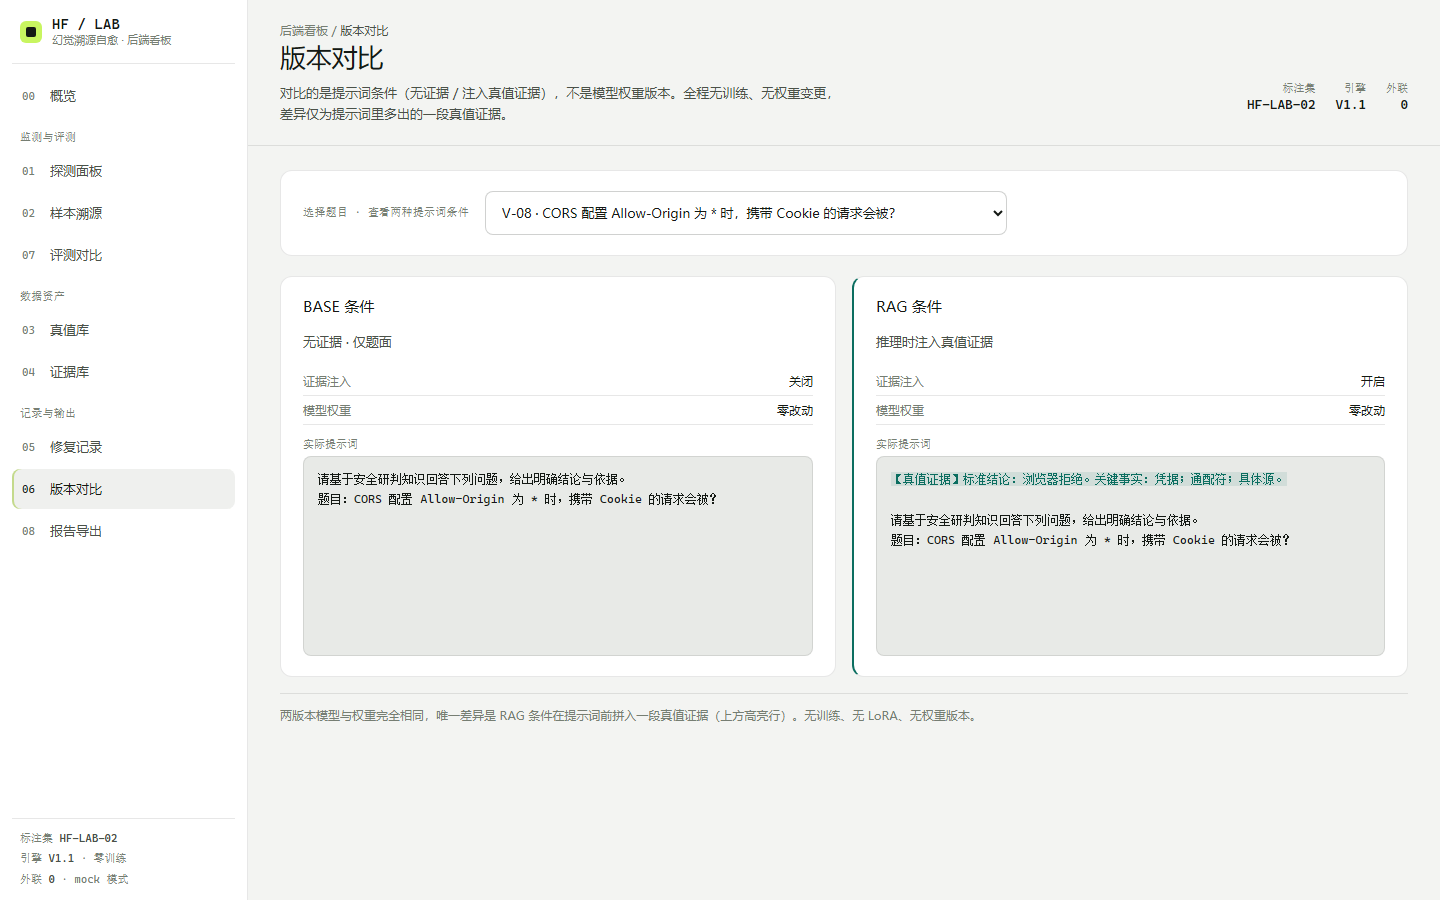 HF / LAB
幻觉溯源自愈 · 后端看板
00 概览
监测与评测
01 探测面板
02 样本溯源
07 评测对比
数据资产
03 真值库
04 证据库
记录与输出
05 修复记录
06 版本对比
08 报告导出
标注集 HF-LAB-02
引擎 V1.1 · 零训练
外联 0 · mock 模式
后端看板 / 版本对比
版本对比
对比的是提示词条件（无证据 / 注入真值证据），不是模型权重版本。全程无训练、无权重变更，
差异仅为提示词里多出的一段真值证据。
标注集 引擎 外联
HF-LAB-02 V1.1 0
选择题目 · 查看两种提示词条件
V-08 · CORS 配置 Allow-Origin 为 * 时，携带 Cookie 的请求会被？
BASE 条件
无证据 · 仅题面
证据注入 关闭
模型权重 零改动
实际提示词
请基于安全研判知识回答下列问题，给出明确结论与依据。
题目：CORS 配置 Allow-Origin 为 * 时，携带 Cookie 的请求会被？
RAG 条件
推理时注入真值证据
证据注入 开启
模型权重 零改动
实际提示词
【真值证据】标准结论：浏览器拒绝。关键事实：凭据；通配符；具体源。
请基于安全研判知识回答下列问题，给出明确结论与依据。
题目：CORS 配置 Allow-Origin 为 * 时，携带 Cookie 的请求会被？
两版本模型与权重完全相同，唯一差异是 RAG 条件在提示词前拼入一段真值证据（上方高亮行）。无训练、无 LoRA、无权重版本。